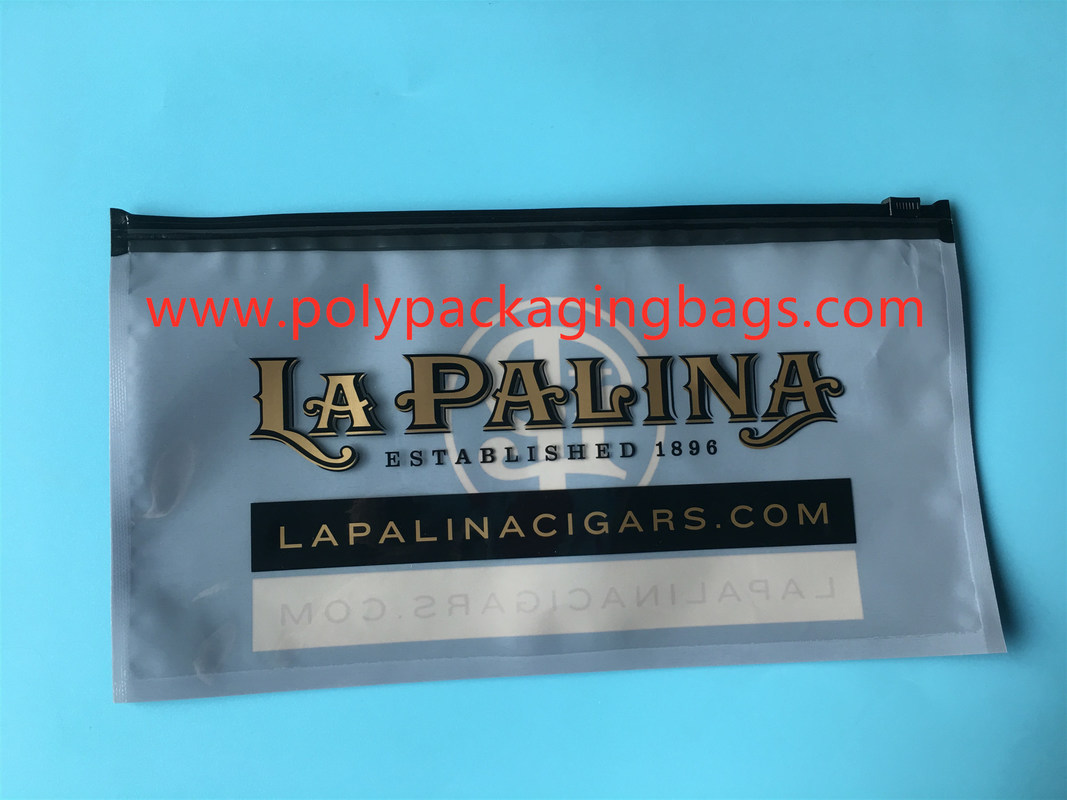 www.polypackagingbags.com
LA PALINA
ESTABLISHED 1896
LAPALINACIGARS.COM
LAPALINACIGARS.COM